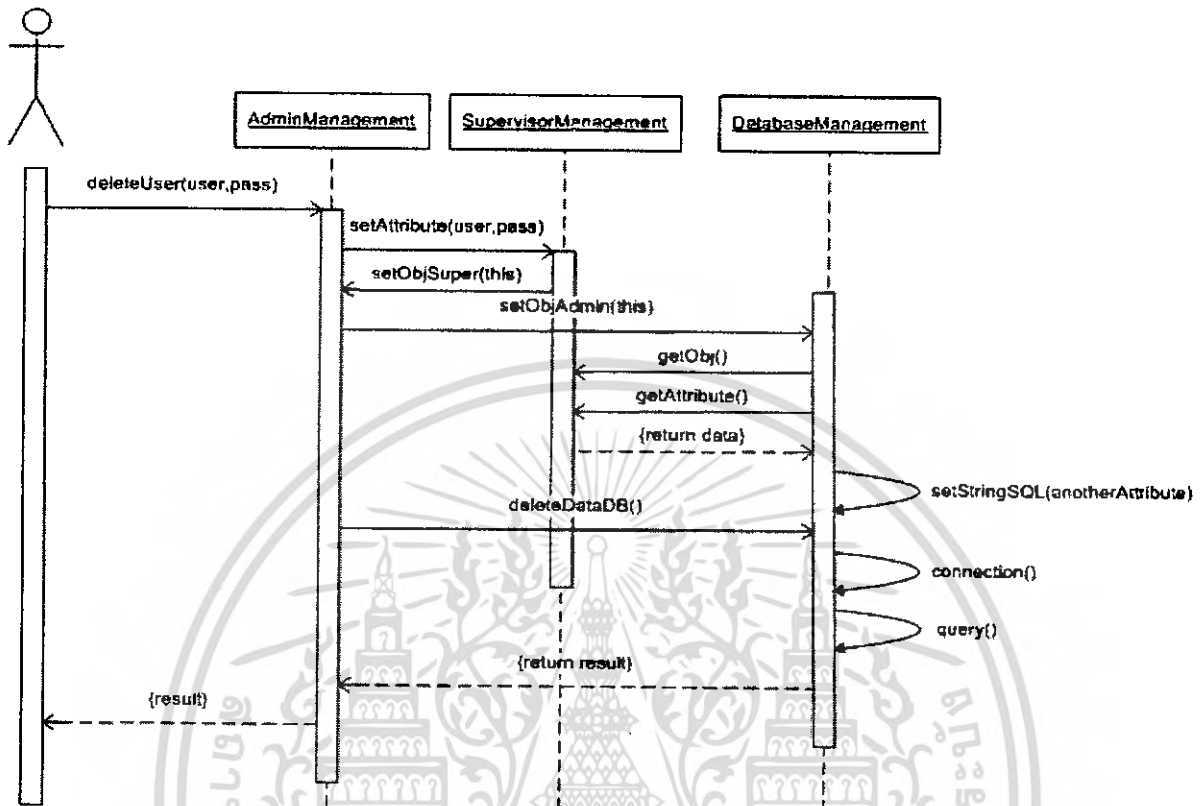 AdminManagement
SupervisorManagement
DatabaseManagement
deleteUser(user,pass)
setAttribute(user,pass)
setObjSuper(this)
setObjAdmin(this)
getObj()
getAttribute()
{return data}
setStringSQL(anotherAttribute)
deleteDataDB()
connection()
query()
{return result}
{result}